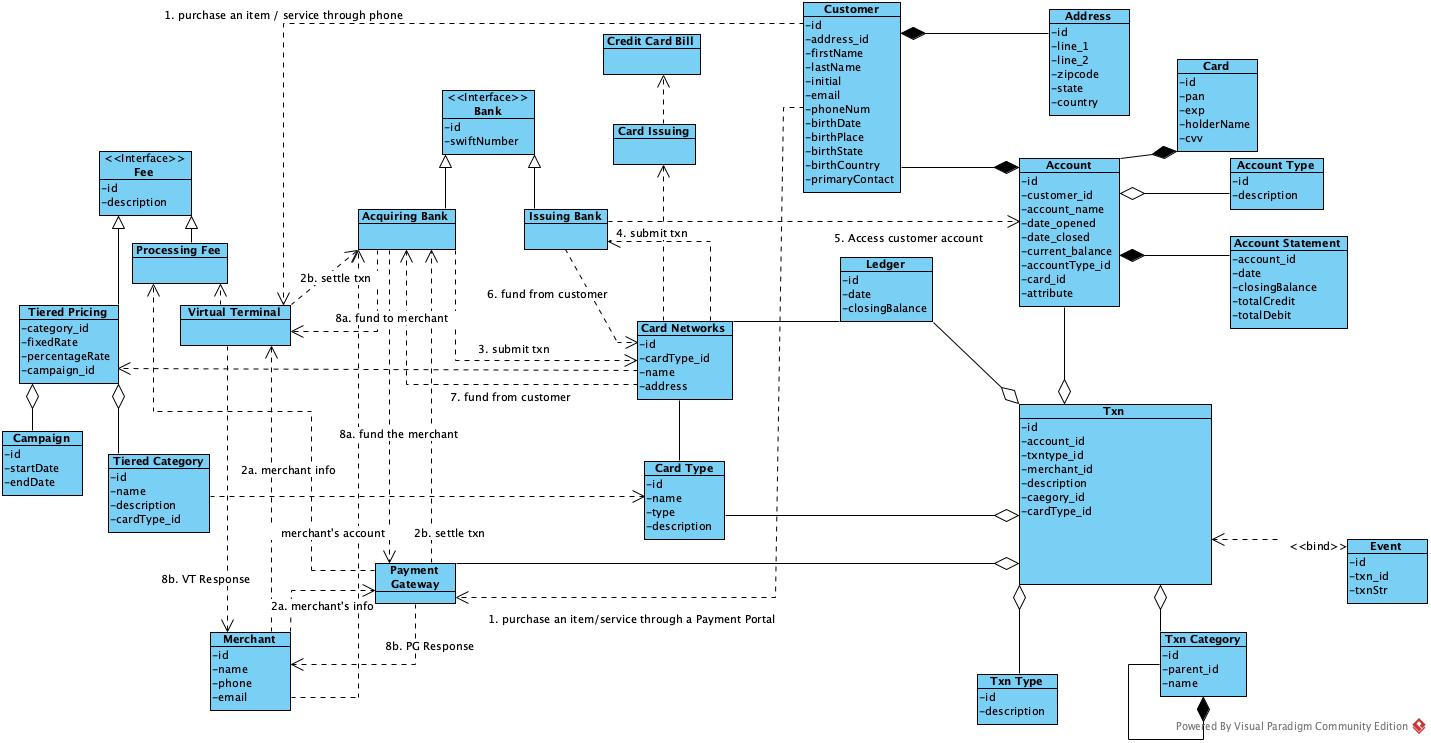 1. purchase an item / service through phone
Customer
-id
-address_id
-firstName
-lastName
-initial
-email
-phoneNum
-birthDate
-birthPlace
-birthState
-birthCountry
-primaryContact
Address
-id
-line_1
-line_2
-zipcode
-state
-country
Credit Card Bill
Card
-id
-pan
-exp
-holderName
-cvv
<<Interface>>
Bank
-id
-swiftNumber
Card Issuing
<<Interface>>
Fee
-id
-description
Account
-id
-customer_id
-account_name
-date_opened
-date_closed
-current_balance
-accountType_id
-card_id
-attribute
Account Type
-id
-description
Acquiring Bank
Issuing Bank
4. submit txn
5. Access customer account
Processing Fee
Account Statement
-account_id
-date
-closingBalance
-totalCredit
-totalDebit
2b. settle txn
Ledger
-id
-date
-closingBalance
6. fund from customer
Tiered Pricing
-category_id
-fixedRate
-percentageRate
-campaign_id
Virtual Terminal
8a. fund to merchant
Card Networks
-id
-cardType_id
-name
-address
3. submit txn
7. fund from customer
Txn
-id
-account_id
-txntype_id
-merchant_id
-description
-caegory_id
-cardType_id
Campaign
-id
-startDate
-endDate
8a. fund the merchant
Tiered Category
-id
-name
-description
-cardType_id
2a. merchant info
Card Type
-id
-name
-type
-description
merchant's account
2b. settle txn
<<bind>>
Event
-id
-txn_id
-txnStr
Payment
Gateway
8b. VT Response
2a. merchant's info
1. purchase an item/service through a Payment Portal
Merchant
-id
-name
-phone
-email
8b. PG Response
Txn Category
-id
-parent_id
-name
Txn Type
-id
-description
Powered By Visual Paradigm Community Edition